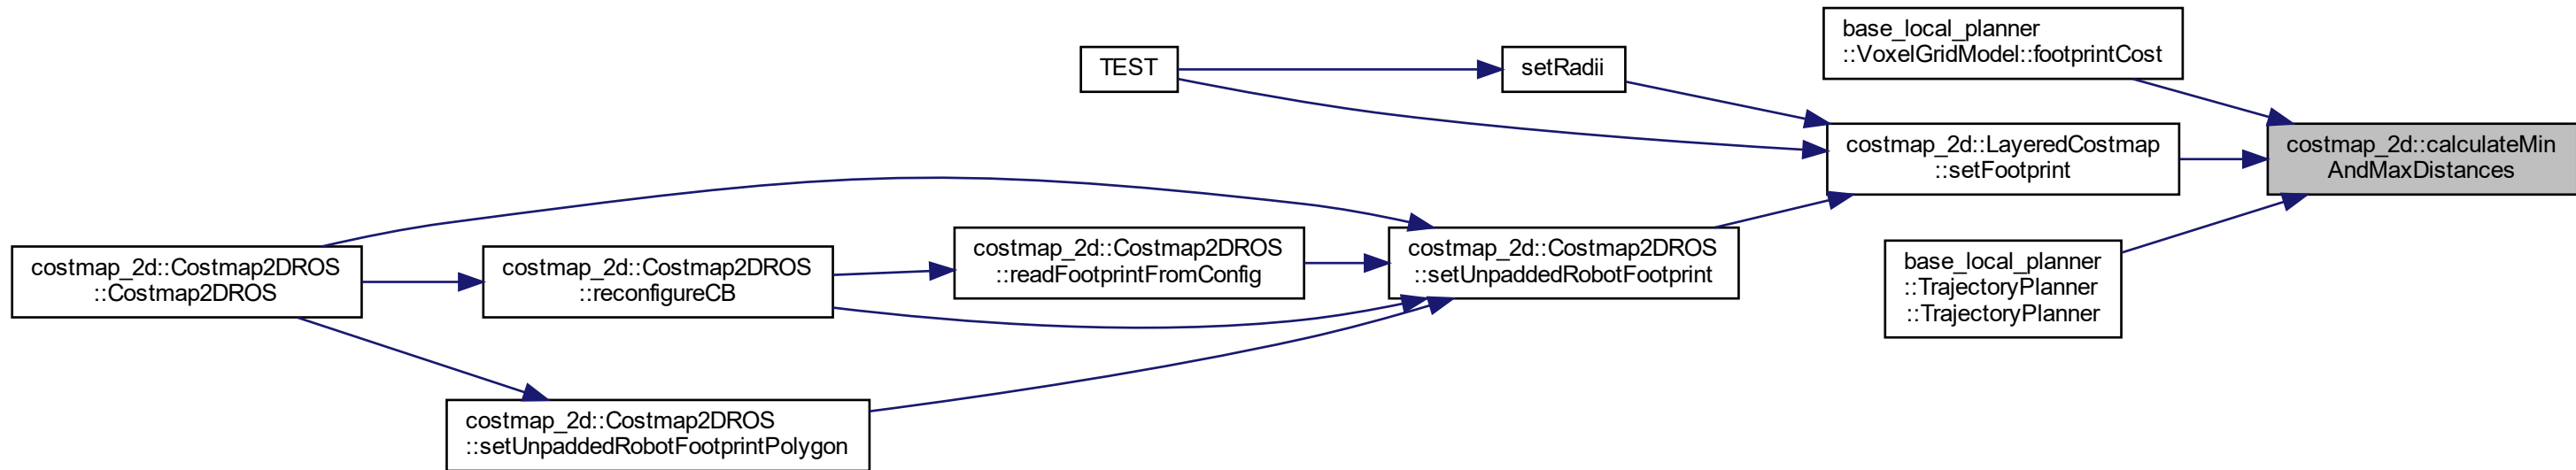 base_local_planner
::VoxelGridModel::footprintCost
TEST
setRadii
costmap_2d::LayeredCostmap
::setFootprint
costmap_2d::calculateMin
AndMaxDistances
costmap_2d::Costmap2DROS
::Costmap2DROS
costmap_2d::Costmap2DROS
::reconfigureCB
costmap_2d::Costmap2DROS
::readFootprintFromConfig
costmap_2d::Costmap2DROS
::setUnpaddedRobotFootprint
base_local_planner
::TrajectoryPlanner
::TrajectoryPlanner
costmap_2d::Costmap2DROS
::setUnpaddedRobotFootprintPolygon